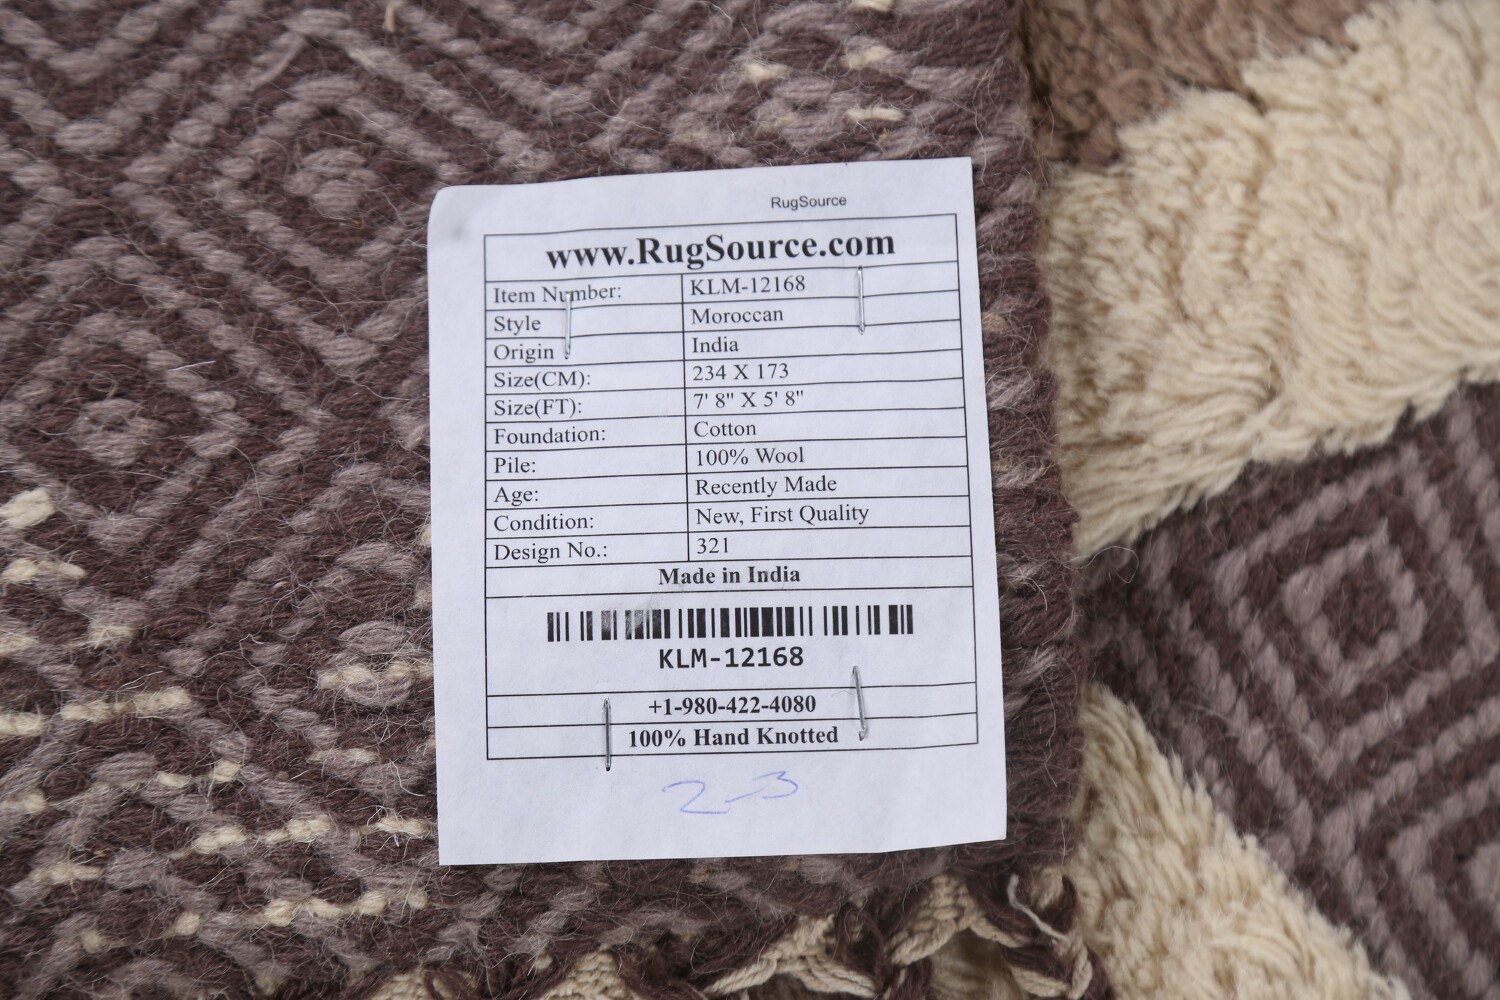 RugSource
www.RugSource.com
Item Number: KLM-12168
Style Moroccan
Origin India
Size(CM): 234 X 173
Size(FT): 7' 8" X 5' 8"
Foundation: Cotton
Pile: 100% Wool
Age: Recently Made
Condition: New, First Quality
Design No.: 321
Made in India
KLM-12168
+1-980-422-4080
100% Hand Knotted
2-3